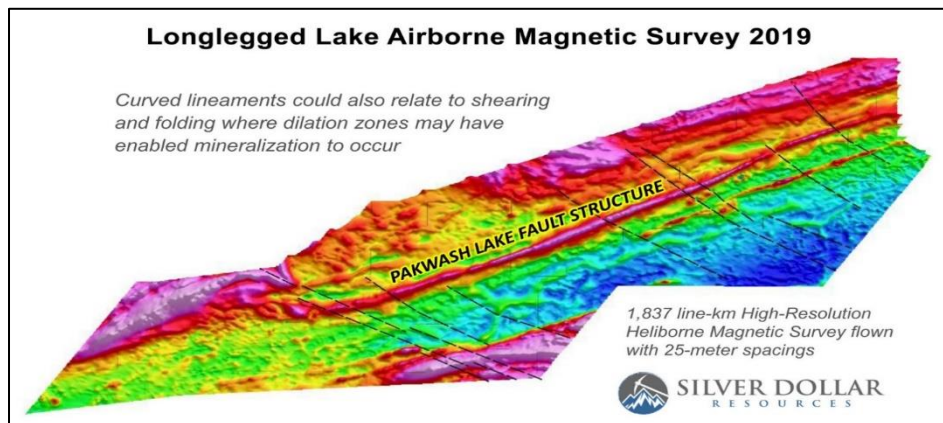 Longlegged Lake Airborne Magnetic Survey 2019
Curved lineaments could also relate to shearing
and folding where dilation zones may have
enabled mineralization to occur
PAKWASH LAKE FAULT STRUCTURE
1,837 line-km High-Resolution
Heliborne Magnetic Survey flown
with 25-meter spacings
SILVER DOLLAR
RESOURCES